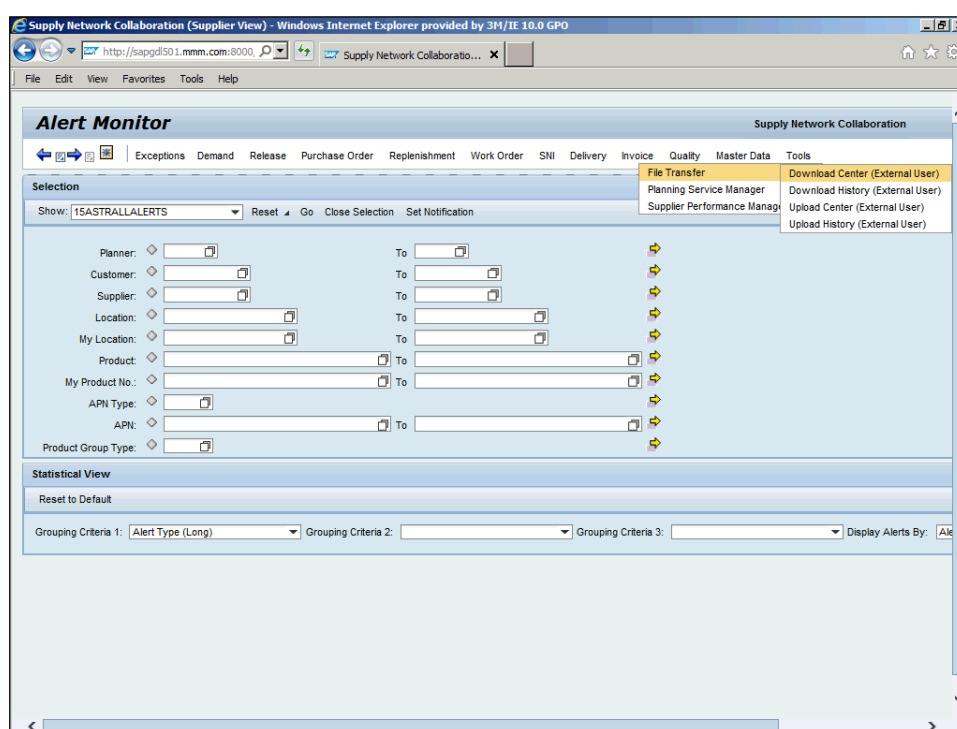 Supply Network Collaboration (Supplier View) - Windows Internet Explorer provided by 3M/IE 10.0 GPO
http://sapgdl501.mmm.com:8000, Supply Network Collaboratio... X
File Edit View Favorites Tools Help
Alert Monitor Supply Network Collaboration
Exceptions Demand Release Purchase Order Replenishment Work Order SNI Delivery Invoice Quality Master Data Tools
File Transfer Download Center (External User)
Planning Service Manager Download History (External User)
Supplier Performance Manag Upload Center (External User)
Upload History (External User)
Selection
Show: 15ASTRALLALERTS Reset Go Close Selection Set Notification
Planner: To
Customer: To
Supplier: To
Location: To
My Location: To
Product: To
My Product No.: To
APN Type:
APN: To
Product Group Type:
Statistical View
Reset to Default
Grouping Criteria 1: Alert Type (Long) Grouping Criteria 2: Grouping Criteria 3: Display Alerts By: Ale